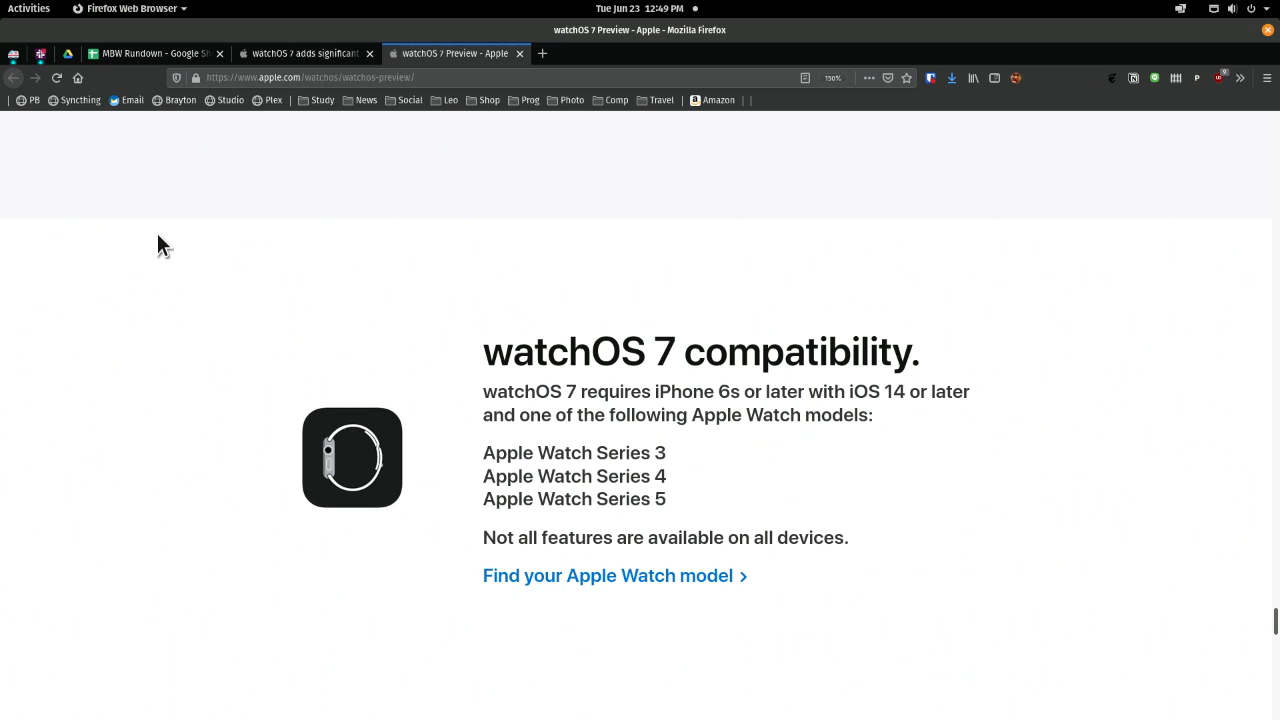 Activities Firefox Web Browser Tue Jun 23 12:49 PM
watchOS 7 Preview - Apple - Mozilla Firefox
MBW Rundown - Google Sh watchOS 7 adds significant watchOS 7 Preview - Apple
https://www.apple.com/watchos/watchos-preview/ 150% 9
PB Syncthing Email Brayton Studio Plex Study News Social Leo Shop Prog Photo Comp Travel Amazon
watchOS 7 compatibility.
watchOS 7 requires iPhone 6s or later with iOS 14 or later
and one of the following Apple Watch models:
Apple Watch Series 3
Apple Watch Series 4
Apple Watch Series 5
Not all features are available on all devices.
Find your Apple Watch model >